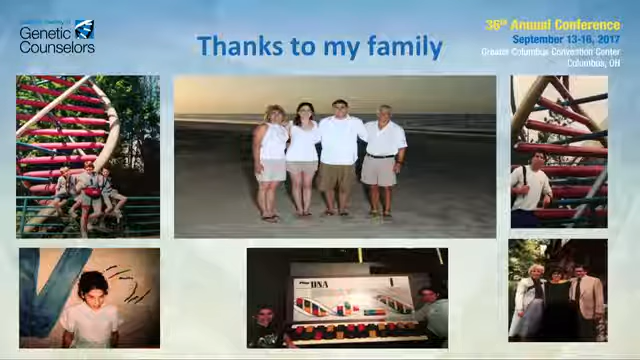 Genetic
Counselors
36th Annual Conference
September 13-16, 2017
Greater Columbus Convention Center
Columbus, OH
Thanks to my family
DNA